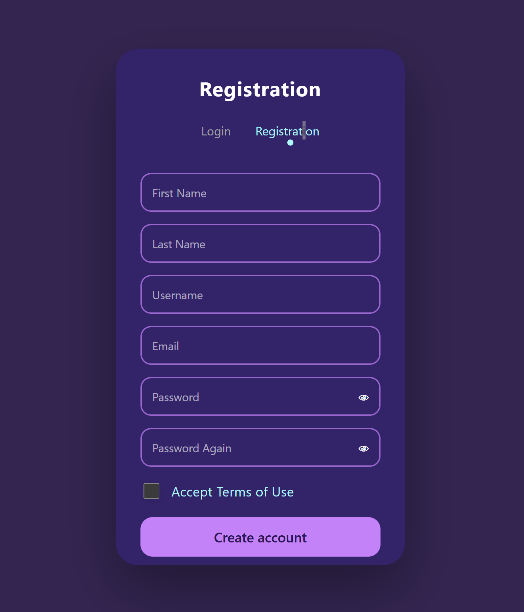 Registration
Login Registration
First Name
Last Name
Username
Email
Password
Password Again
Accept Terms of Use
Create account